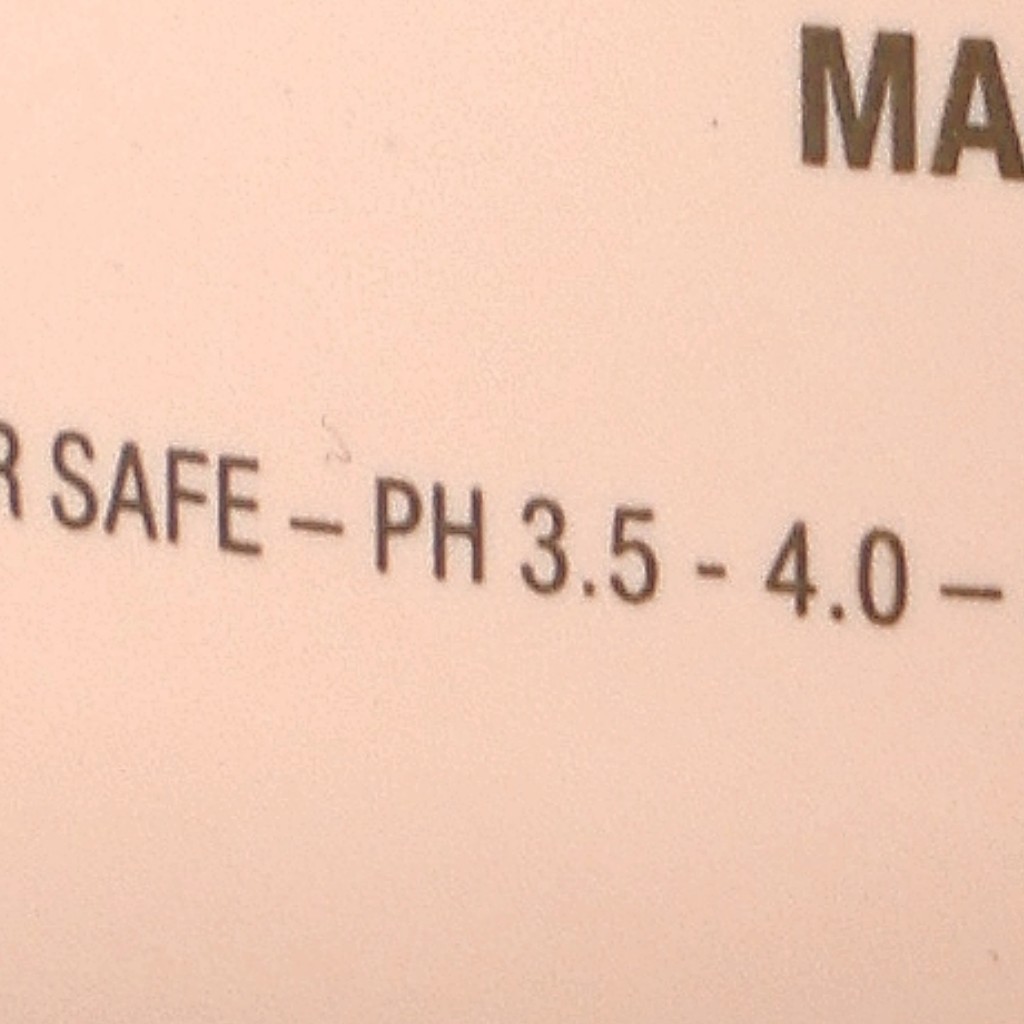 MA
R SAFE – PH 3.5 - 4.0 –